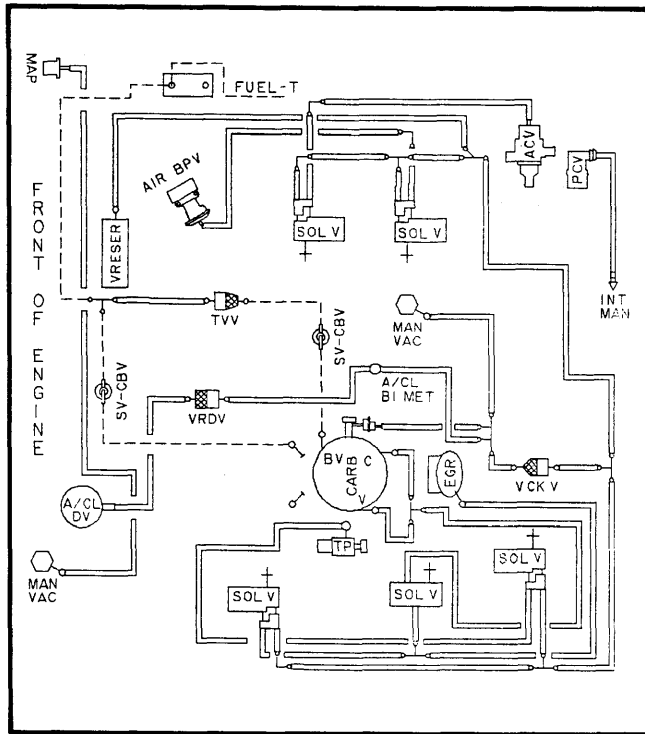 MAP
FUEL-T
ACV
PCV
AIR BPV
FRONT OF ENGINE
VRESER
SOL V
SOL V
INT
MAN
TVV
MAN
VAC
SV-CBV
SV-CBV
A/CL
BI MET
VRDV
BV
CARB
C
V
EGR
VCK V
A/CL
DV
TP
SOL V
MAN
VAC
SOL V
SOL V